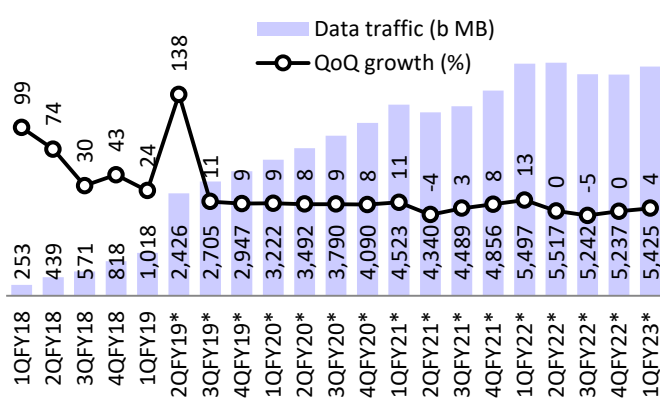 Data traffic (b MB)
QoQ growth (%)
99
74
30
43
24
138
11
9
9
8
9
8
11
-4
3
8
13
0
-5
0
4
253
439
571
818
1,018
2,426
2,705
2,947
3,222
3,492
3,790
4,090
4,523
4,340
4,489
4,856
5,497
5,517
5,242
5,237
5,425
1QFY18
2QFY18
3QFY18
4QFY18
1QFY19
2QFY19*
3QFY19*
4QFY19*
1QFY20*
2QFY20*
3QFY20*
4QFY20*
1QFY21*
2QFY21*
3QFY21*
4QFY21*
1QFY22*
2QFY22*
3QFY22*
4QFY22*
1QFY23*